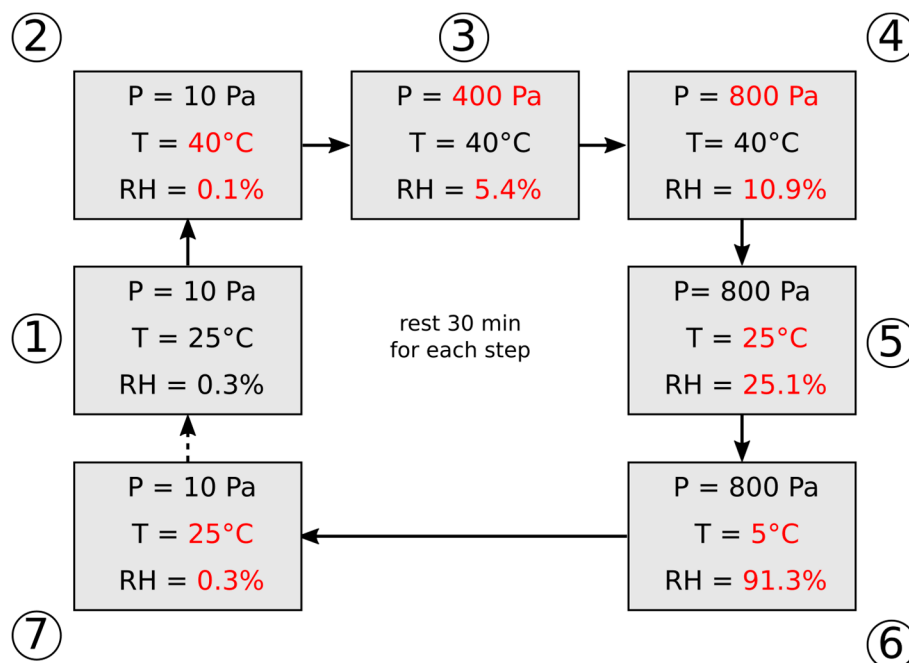 ②
P = 10 Pa
T = 40°C
RH = 0.1%
③
P = 400 Pa
T = 40°C
RH = 5.4%
④
P = 800 Pa
T= 40°C
RH = 10.9%
①
P = 10 Pa
T = 25°C
RH = 0.3%
rest 30 min
for each step
⑤
P= 800 Pa
T = 25°C
RH = 25.1%
⑦
P = 10 Pa
T = 25°C
RH = 0.3%
⑥
P = 800 Pa
T = 5°C
RH = 91.3%